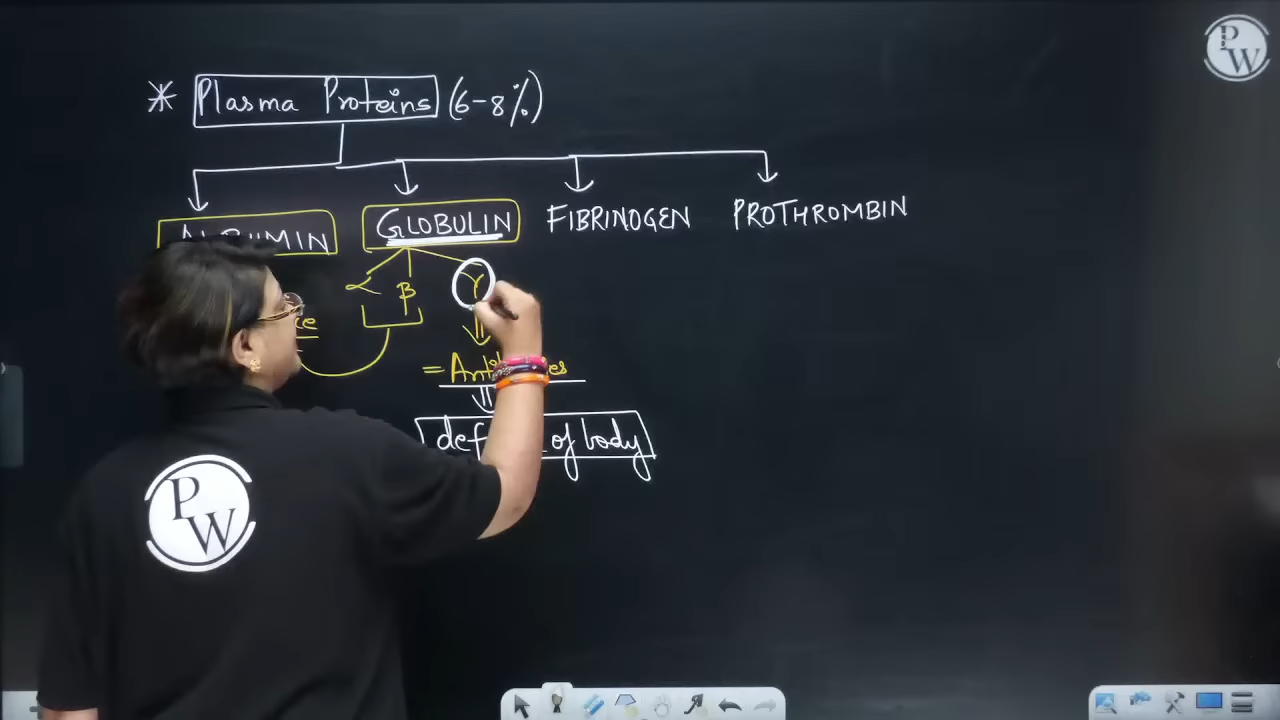 PW
* Plasma Proteins (6-8%)
GLOBULIN FIBRINOGEN PROTHROMBIN
α β γ
=
of body
PW